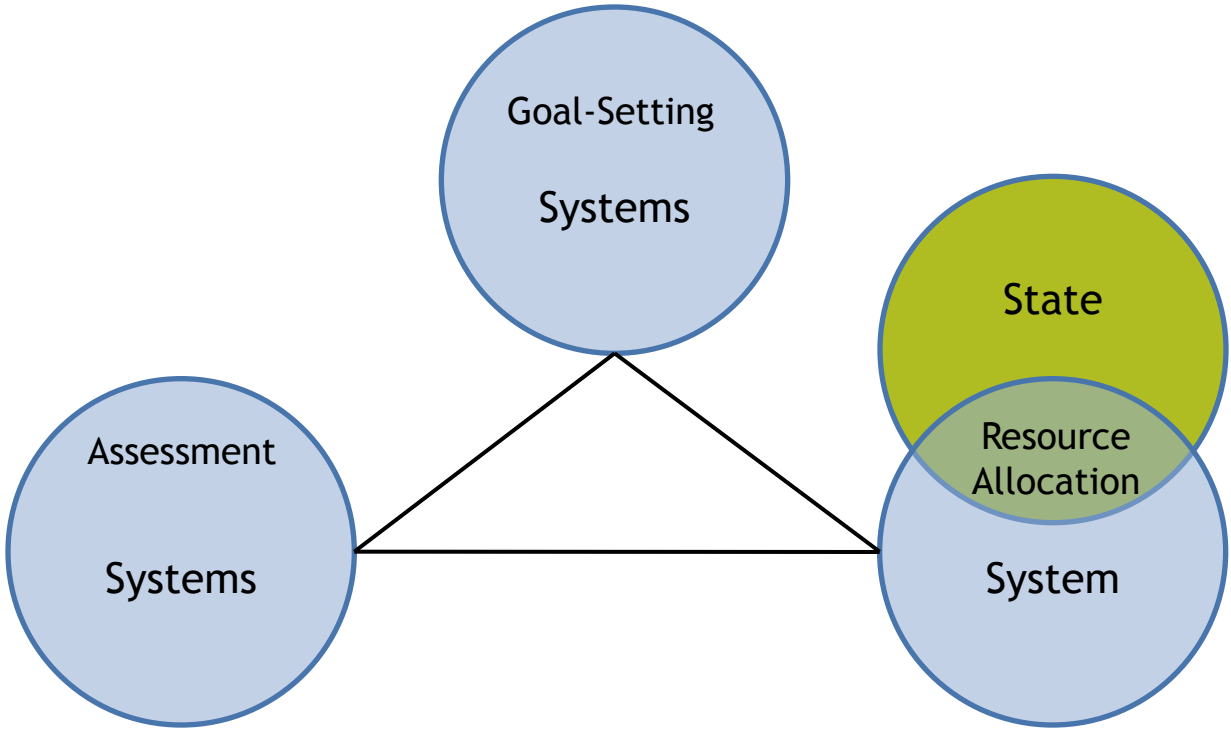 Goal-Setting
Systems
State
Resource
Allocation
System
Assessment
Systems